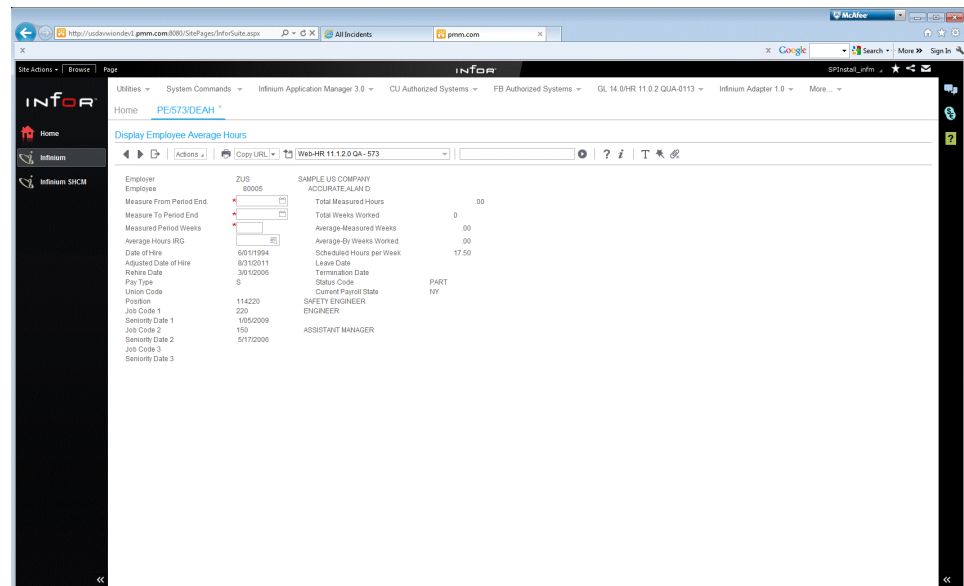 McAfee
http://usdavwiondev1.pmm.com:8080/SitePages/InforSuite.aspx
All Incidents
pmm.com
x
x Google Search More >> Sign In
Site Actions Browse Page
infor
SPInstall_infm
infor
Utilities System Commands Infinium Application Manager 3.0 CU Authorized Systems FB Authorized Systems GL 14.0/HR 11.0.2 QUA-0113 Infinium Adapter 1.0 More...
Home PE/573/DEAH x
Home
Infinium
Infinium SHCM
Display Employee Average Hours
Actions Copy URL Web-HR 11.1.2.0 QA - 573 ? i T
Employer ZUS SAMPLE US COMPANY
Employee 80005 ACCURATE,ALAN D
Measure From Period End. * Total Measured Hours .00
Measure To Period End * Total Weeks Worked 0
Measured Period Weeks * Average-Measured Weeks .00
Average Hours IRG Average-By Weeks Worked .00
Date of Hire 6/01/1994 Scheduled Hours per Week 17.50
Adjusted Date of Hire 8/31/2011 Leave Date
Rehire Date 3/01/2006 Termination Date
Pay Type S Status Code PART
Union Code Current Payroll State NY
Position 114220 SAFETY ENGINEER
Job Code 1 220 ENGINEER
Seniority Date 1 1/05/2009
Job Code 2 150 ASSISTANT MANAGER
Seniority Date 2 5/17/2006
Job Code 3
Seniority Date 3